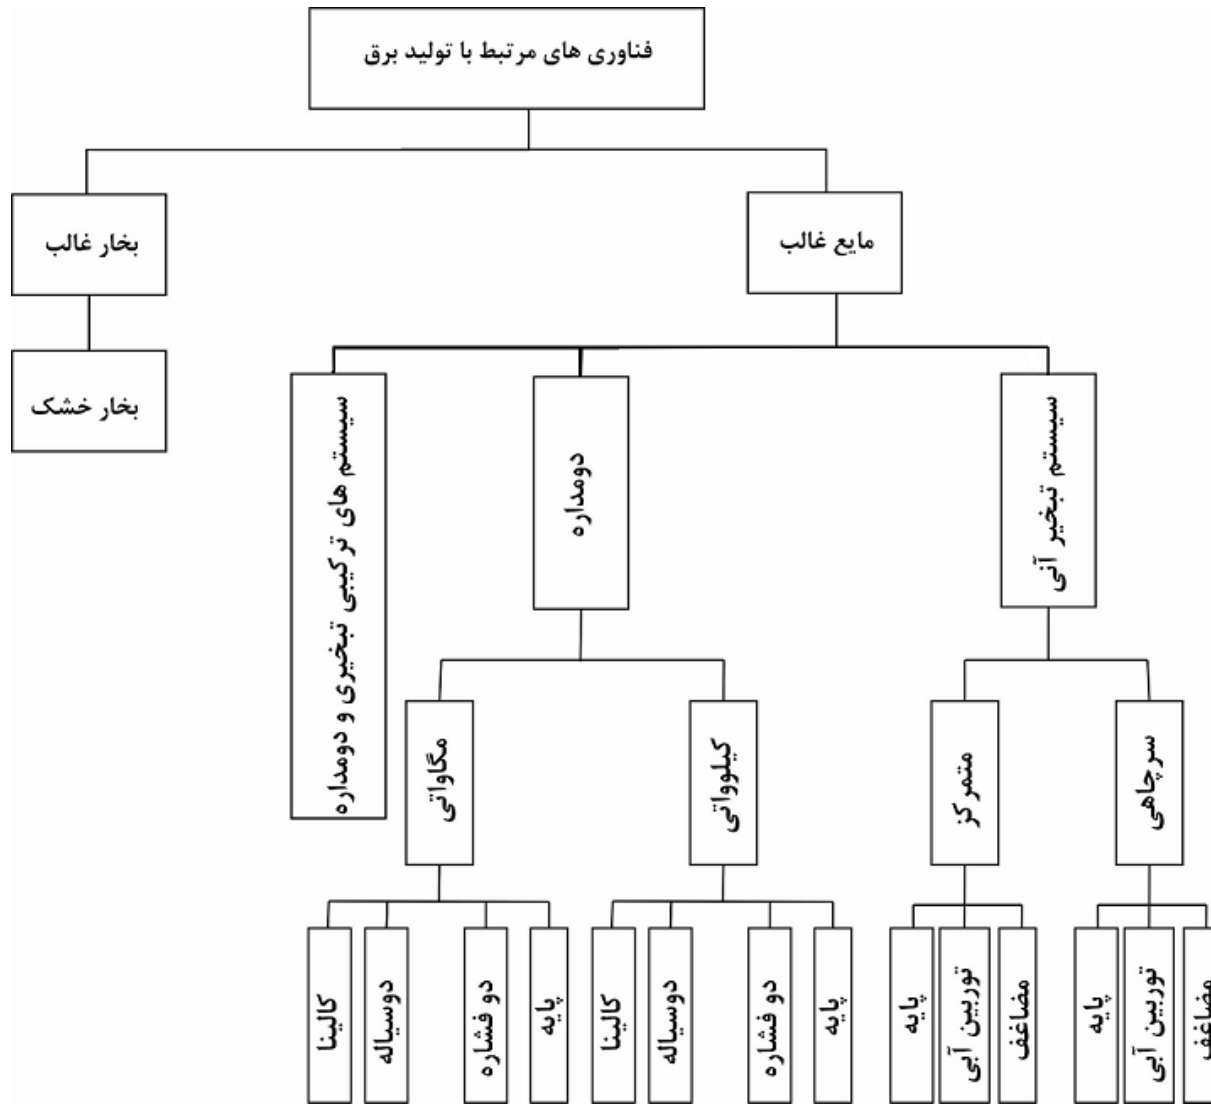 فناوری های مرتبط با تولید برق
مایع غالب
بخار غالب
بخار خشک
سیستم تبخیر آنی
دومداره
سیستم های ترکیبی تبخیری و دومداره
سرچاهی
متمرکز
کیلوواتی
مگاواتی
مضاغف
توربین آبی
پایه
مضاغف
توربین آبی
پایه
پایه
دو فشاره
دوسیاله
کالینا
پایه
دو فشاره
دوسیاله
کالینا